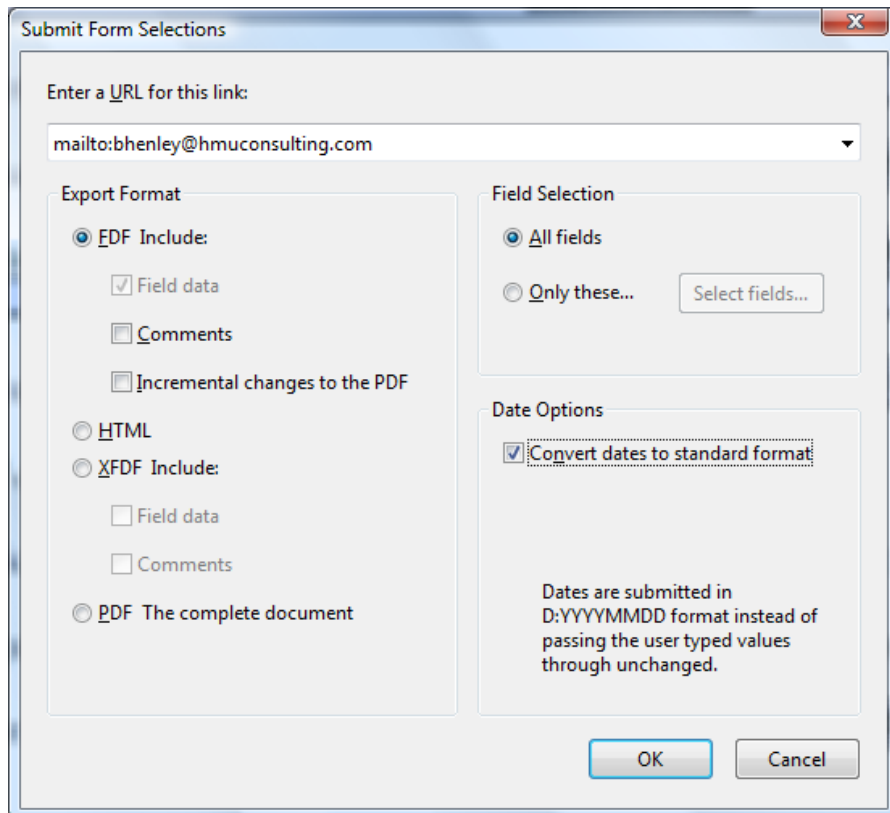 Submit Form Selections
Enter a URL for this link:
mailto:bhenley@hmuconsulting.com
Export Format
FDF Include:
Field data
Comments
Incremental changes to the PDF
HTML
XFDF Include:
Field data
Comments
PDF The complete document
Field Selection
All fields
Only these...
Select fields...
Date Options
Convert dates to standard format
Dates are submitted in
D:YYYYMMDD format instead of
passing the user typed values
through unchanged.
OK
Cancel